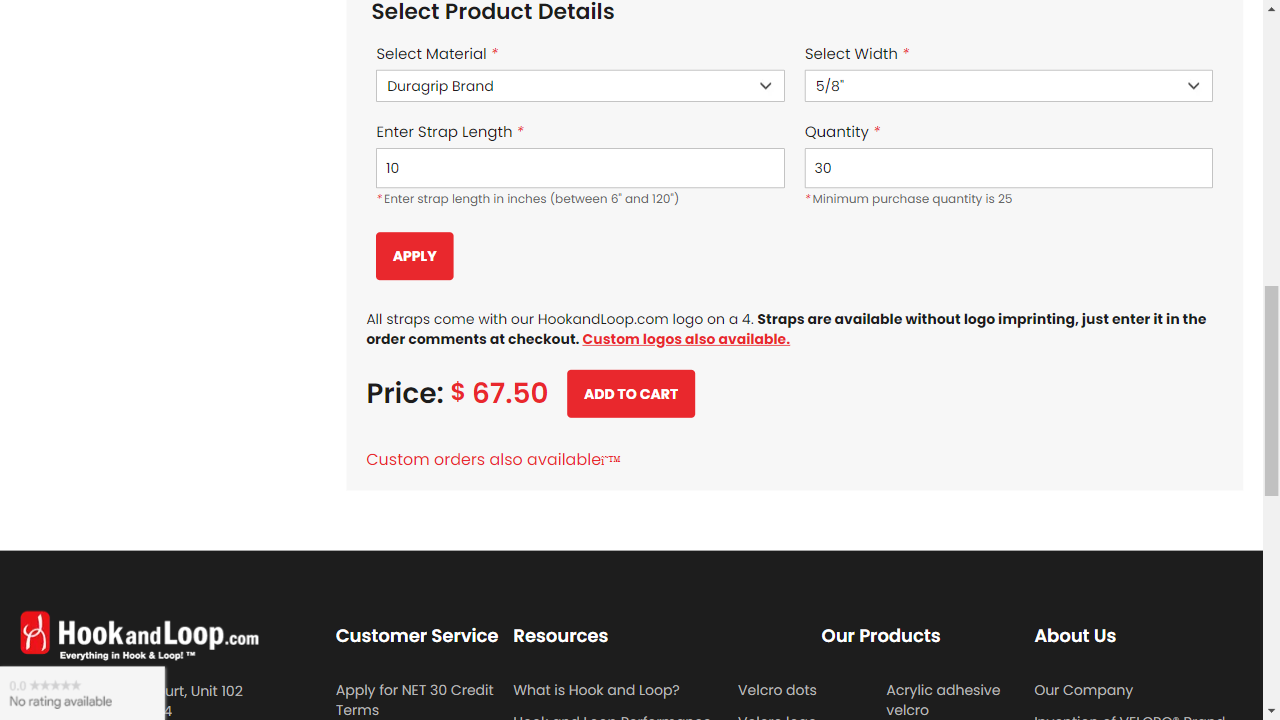 Select Product Details
Select Material *
Select Width *
Duragrip Brand
5/8"
Enter Strap Length *
Quantity *
10
30
*Enter strap length in inches (between 6" and 120")
*Minimum purchase quantity is 25
APPLY
All straps come with our HookandLoop.com logo on a 4. Straps are available without logo imprinting, just enter it in the
order comments at checkout. Custom logos also available.
Price: $ 67.50
ADD TO CART
Custom orders also availableï˜™
HookandLoop.com
Everything in Hook & Loop! ™
Customer Service
Resources
Our Products
About Us
0.0 ★★★★★
No rating available
urt, Unit 102
4
Apply for NET 30 Credit
Terms
What is Hook and Loop?
Hook and Loop Performance
Velcro dots
Velcro logo
Acrylic adhesive
velcro
Our Company
Invention of VELCRO® Brand